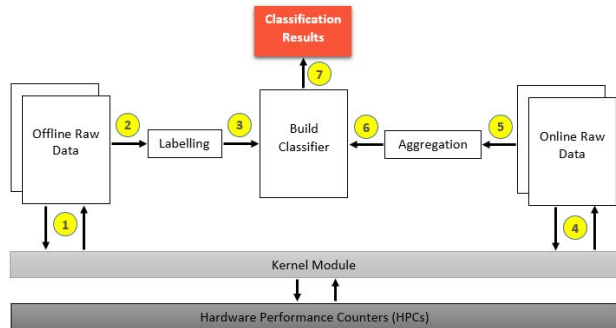 Classification
Results
7
Offline Raw
Data
2
Labelling
3
Build
Classifier
6
Aggregation
5
Online Raw
Data
1
4
Kernel Module
Hardware Performance Counters (HPCs)